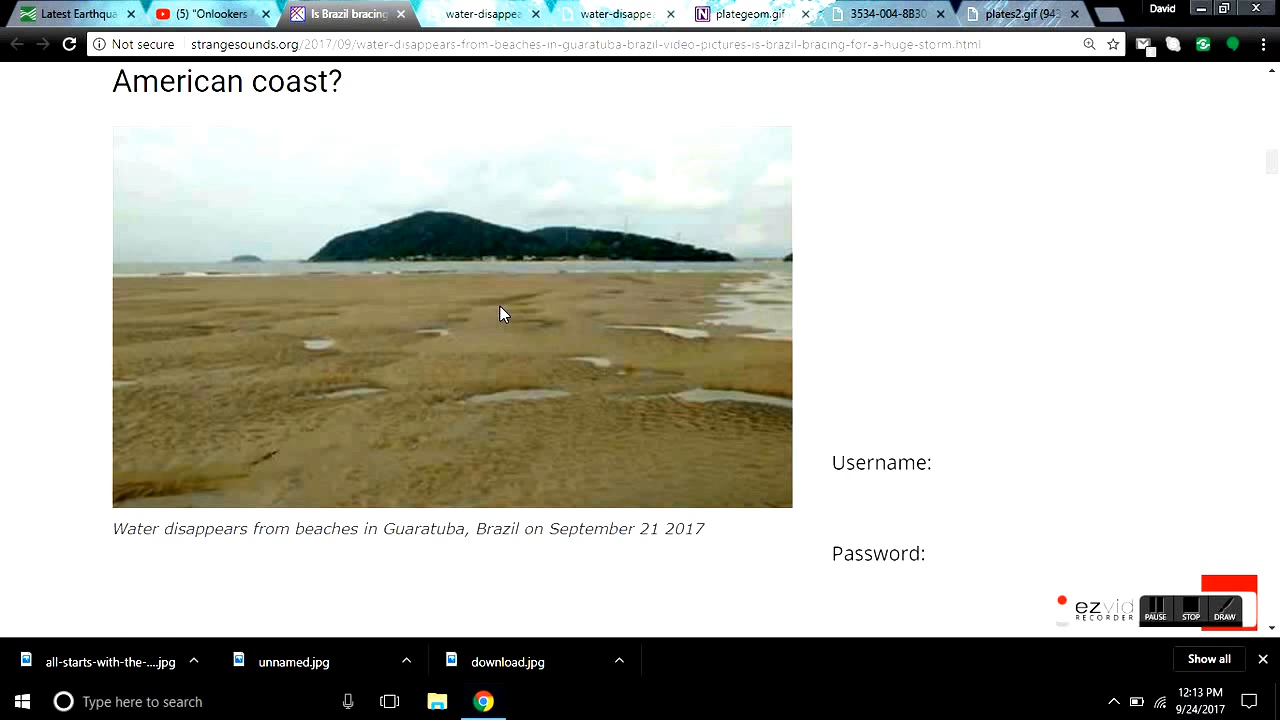 Latest Earthqua
(5) "Onlookers
Is Brazil bracing
water-disappea
water-disappe
plategeom.gif
3534-004-8B30
plates2.gif (943
David
Not secure
strangesounds.org/2017/09/water-disappears-from-beaches-in-guaratuba-brazil-video-pictures-is-brazil-bracing-for-a-huge-storm.html
American coast?
Water disappears from beaches in Guaratuba, Brazil on September 21 2017
Username:
Password:
ezvid
RECORDER
PAUSE
STOP
DRAW
all-starts-with-the-....jpg
unnamed.jpg
download.jpg
Show all
Type here to search
12:13 PM
9/24/2017